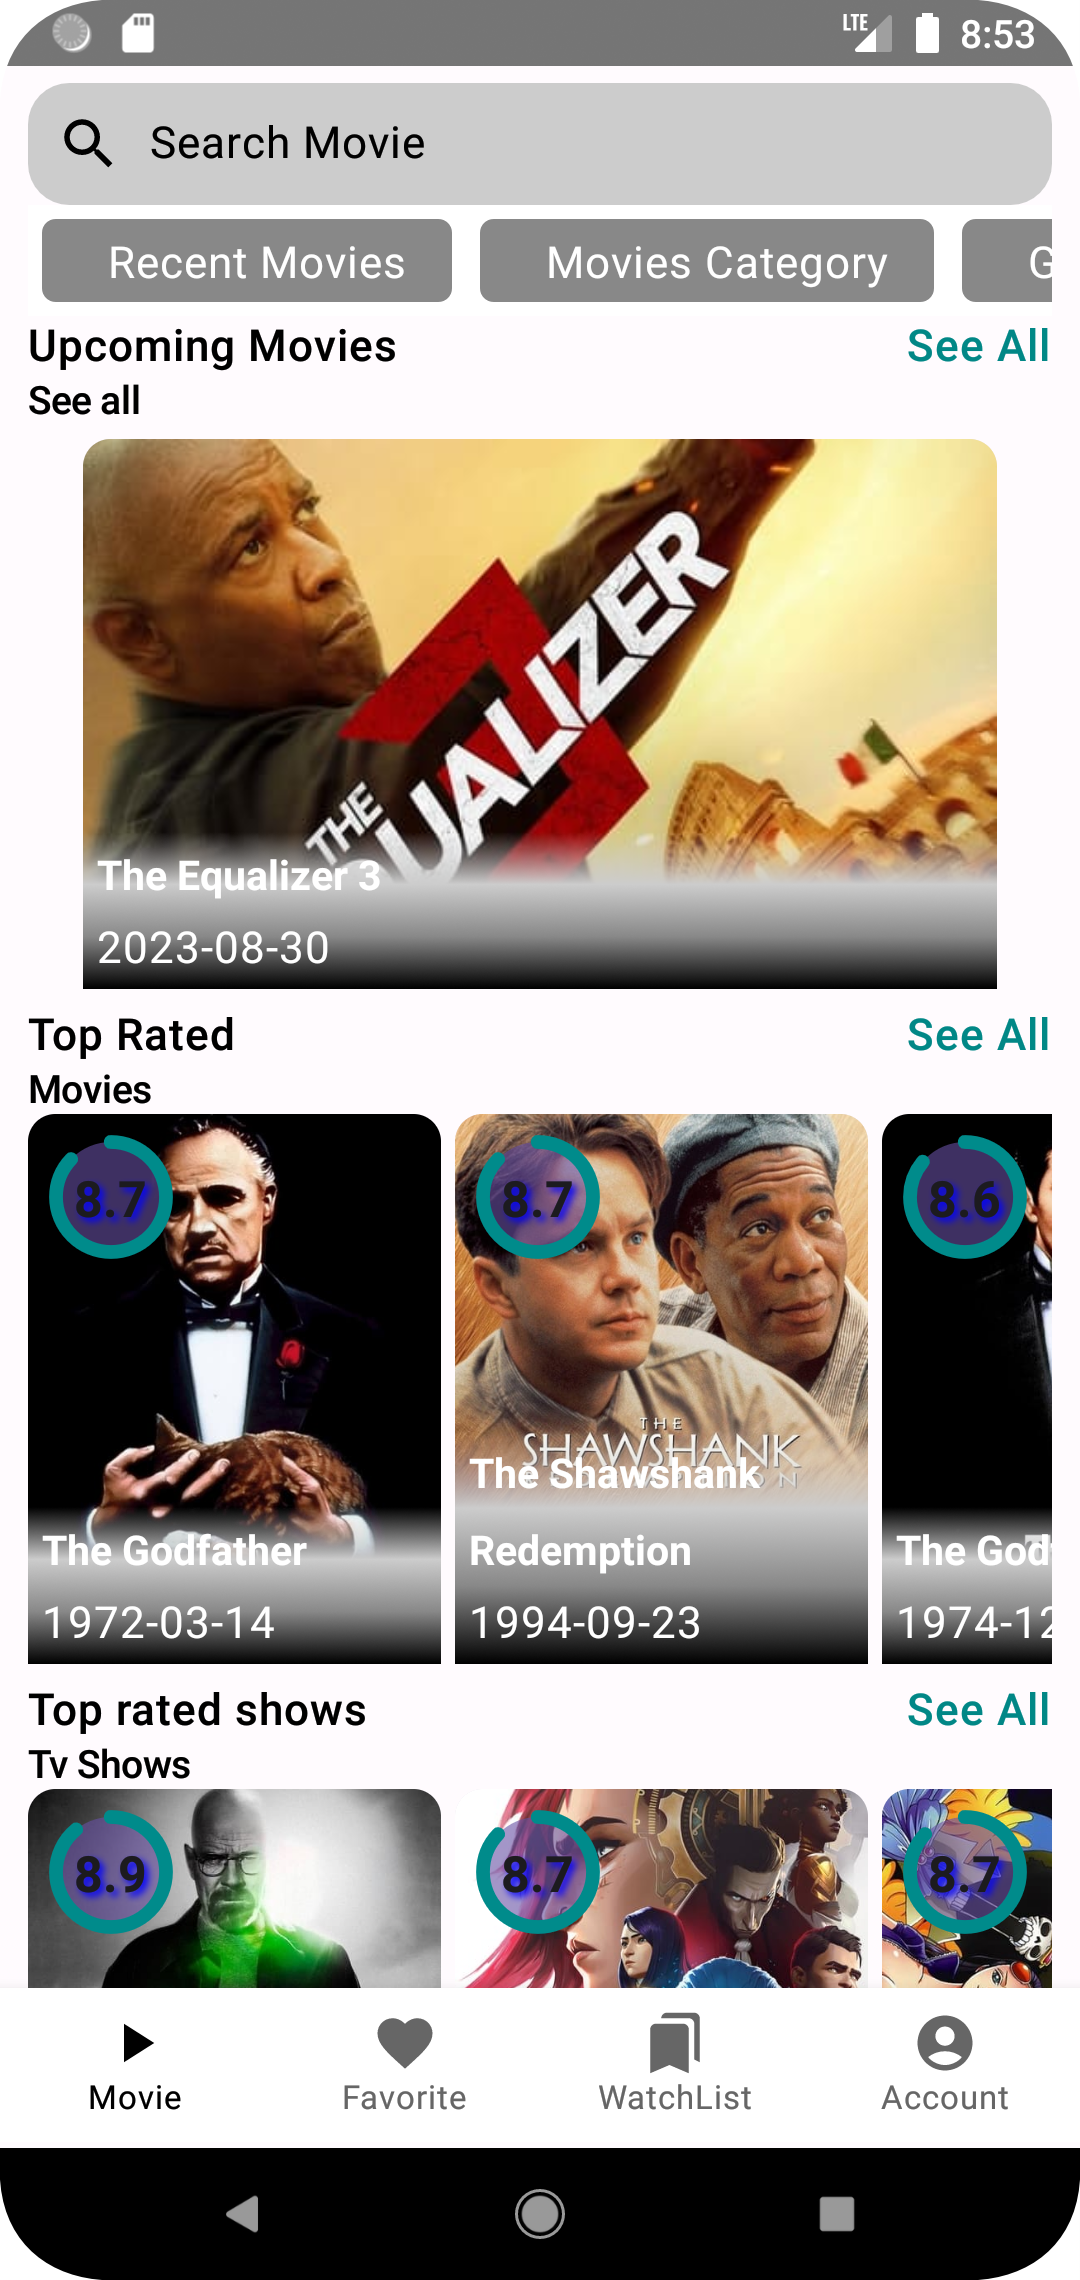 LTE 8:53
Search Movie
Recent Movies Movies Category G
Upcoming Movies See All
See all
THE
EQUALIZER
The Equalizer 3
2023-08-30
Top Rated See All
Movies
8.7 8.7 8.6
THE
SHAWSHANK
The Shawshank
The Godfather Redemption The God
1972-03-14 1994-09-23 1974-12
Top rated shows See All
Tv Shows
8.9 8.7 8.7
Movie Favorite WatchList Account